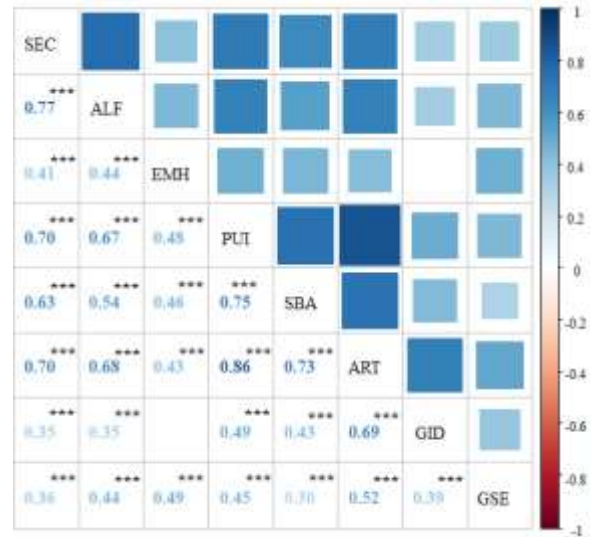 SEC
*** 0.77 ALF
*** 0.41 *** 0.44 EMH
*** 0.70 *** 0.67 *** 0.48 PUI
*** 0.63 *** 0.54 *** 0.46 *** 0.75 SBA
*** 0.70 *** 0.68 *** 0.43 *** 0.86 *** 0.73 ART
*** 0.35 *** 0.35 *** 0.49 *** 0.43 *** 0.69 GID
*** 0.36 *** 0.44 *** 0.49 *** 0.45 *** 0.30 *** 0.52 *** 0.39 GSE
1
0.8
0.6
0.4
0.2
0
-0.2
-0.4
-0.6
-0.8
-1